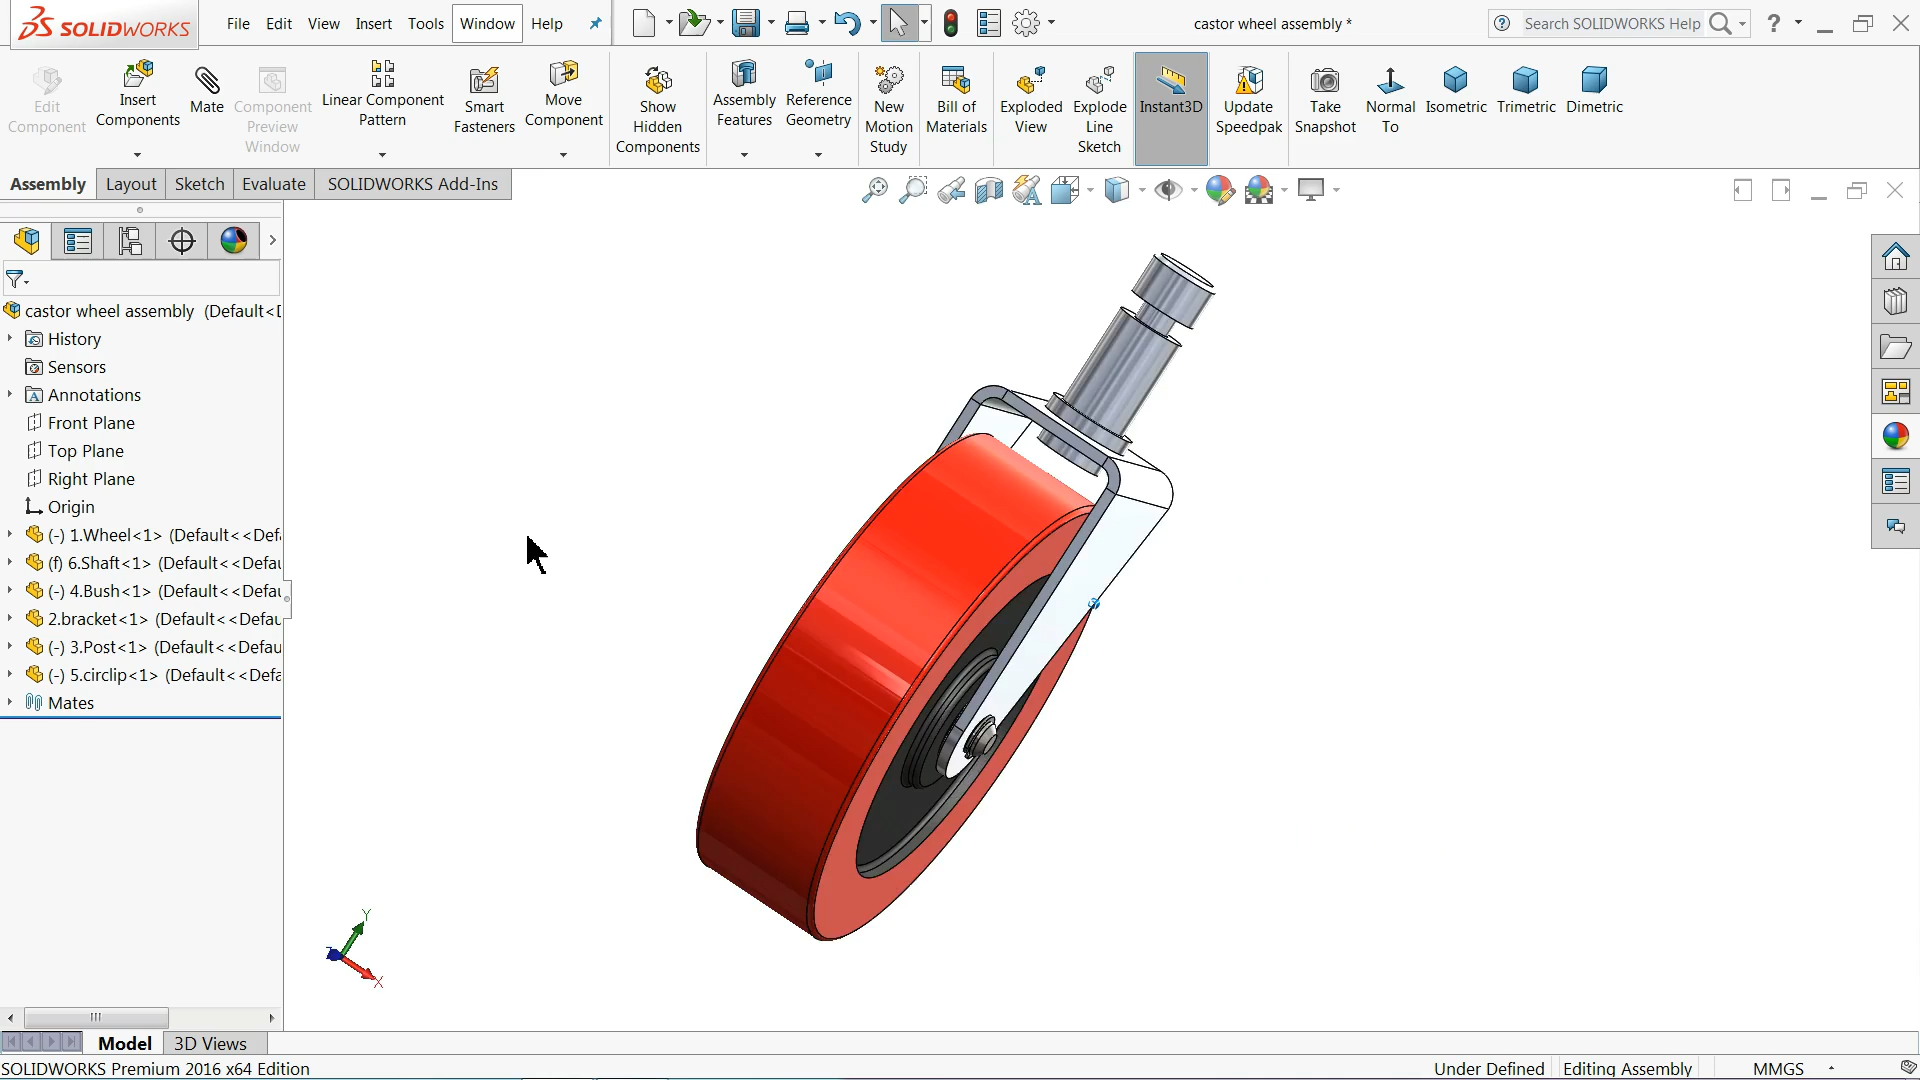 SOLIDWORKS File Edit View Insert Tools Window Help castor wheel assembly * Search SOLIDWORKS Help ?
Edit Component
Insert Components
Mate
Component Preview Window
Linear Component Pattern
Smart Fasteners
Move Component
Show Hidden Components
Assembly Features
Reference Geometry
New Motion Study
Bill of Materials
Exploded View
Explode Line Sketch
Instant3D
Update Speedpak
Take Snapshot
Normal To
Isometric
Trimetric
Dimetric
Assembly Layout Sketch Evaluate SOLIDWORKS Add-Ins
castor wheel assembly (Default<D
History
Sensors
Annotations
Front Plane
Top Plane
Right Plane
Origin
(-) 1.Wheel<1> (Default<<Def
(f) 6.Shaft<1> (Default<<Defau
(-) 4.Bush<1> (Default<<Defau
2.bracket<1> (Default<<Defau
(-) 3.Post<1> (Default<<Defau
(-) 5.circlip<1> (Default<<Defa
Mates
Y
Z
X
Model 3D Views
SOLIDWORKS Premium 2016 x64 Edition Under Defined Editing Assembly MMGS